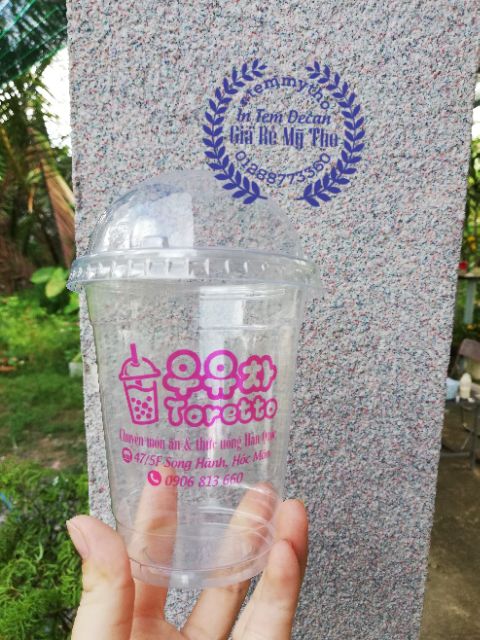 #temmytho
In Tem Decan
Giá Rẻ Mỹ Tho
01288773360
우유차
Toretto
Chuyên món ăn & thức uống Hàn Quốc
47/5F Song Hành, Hóc Môn
0906 813 660